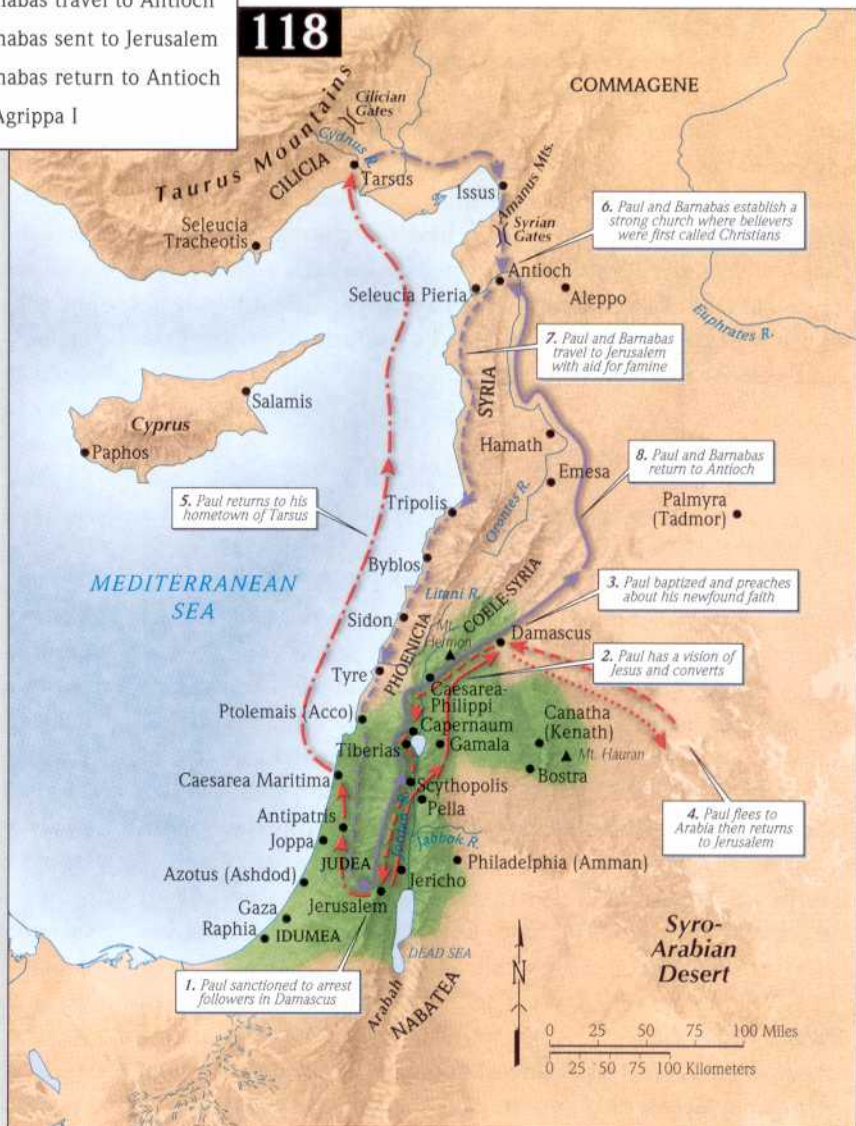 nabas travel to Antioch
nabas sent to Jerusalem
nabas return to Antioch
Agrippa I
118
COMMAGENE
Cilician
Gates
Cydnus R.
Taurus Mountains
CILICIA
Tarsus
Issus
Amanus Mts.
Syrian
Gates
Seleucia
Tracheotis
6. Paul and Barnabas establish a
strong church where believers
were first called Christians
Antioch
Seleucia Pieria
Aleppo
Euphrates R.
7. Paul and Barnabas
travel to Jerusalem
with aid for famine
SYRIA
Salamis
Cyprus
Paphos
Hamath
Emesa
8. Paul and Barnabas
return to Antioch
5. Paul returns to his
hometown of Tarsus
Tripolis
Orontes R.
Palmyra
(Tadmor)
Byblos
MEDITERRANEAN
SEA
Litani R.
COELE-SYRIA
3. Paul baptized and preaches
about his newfound faith
Sidon
PHOENICIA
Mt.
Hermon
Damascus
2. Paul has a vision of
Jesus and converts
Tyre
Caesarea-
Philippi
Ptolemais (Acco)
Capernaum
Canatha
(Kenath)
Tiberias
Gamala
Mt. Hauran
Bostra
Caesarea Maritima
Scythopolis
Pella
4. Paul flees to
Arabia then returns
to Jerusalem
Antipatris
Jordan R.
Jabbok R.
Joppa
JUDEA
Philadelphia (Amman)
Azotus (Ashdod)
Jericho
Gaza
Jerusalem
Raphia
IDUMEA
Syro-
Arabian
Desert
DEAD SEA
N
1. Paul sanctioned to arrest
followers in Damascus
Arabah
NABATEA
0 25 50 75 100 Miles
0 25 50 75 100 Kilometers